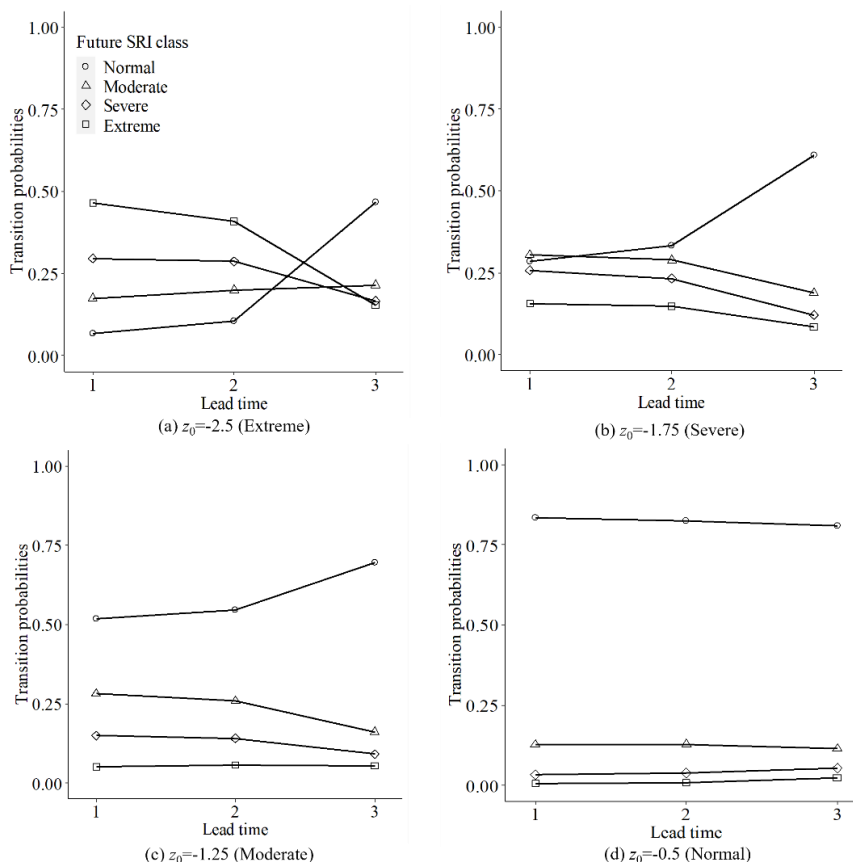 1.00
0.75
0.50
0.25
0.00
Transition probabilities
Future SRI class
Normal
Moderate
Severe
Extreme
1 2 3
Lead time
(a) z0=-2.5 (Extreme)
1.00
0.75
0.50
0.25
0.00
Transition probabilities
1 2 3
Lead time
(b) z0=-1.75 (Severe)
1.00
0.75
0.50
0.25
0.00
Transition probabilities
1 2 3
Lead time
(c) z0=-1.25 (Moderate)
1.00
0.75
0.50
0.25
0.00
Transition probabilities
1 2 3
Lead time
(d) z0=-0.5 (Normal)